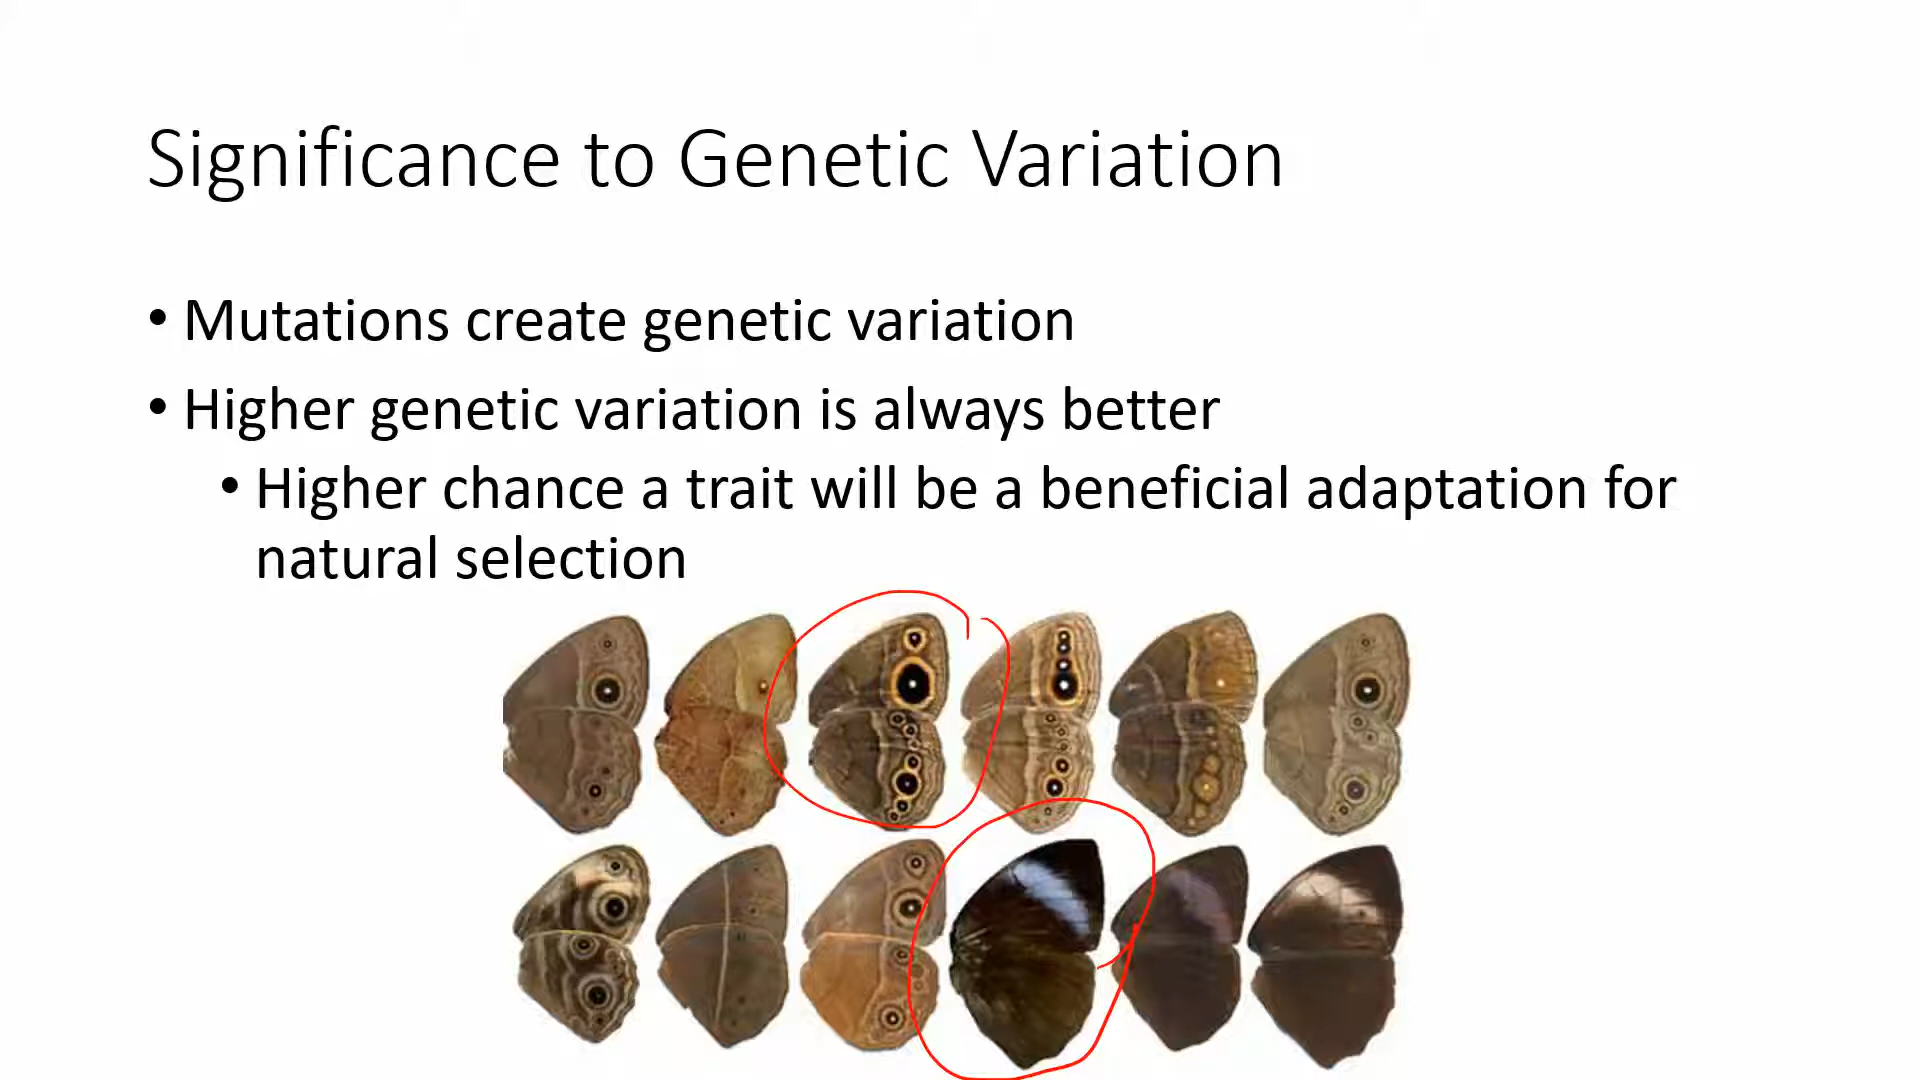 Significance to Genetic Variation
• Mutations create genetic variation
• Higher genetic variation is always better
• Higher chance a trait will be a beneficial adaptation for
natural selection